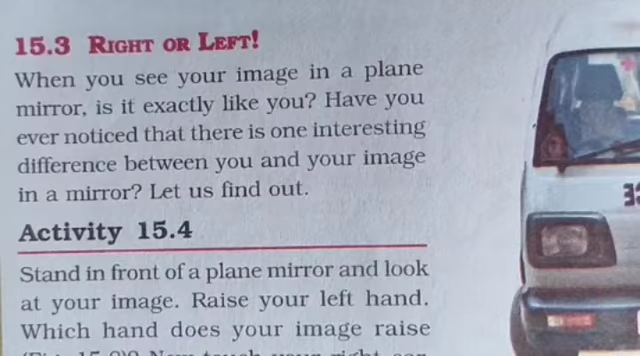 15.3 RIGHT OR LEFT!
When you see your image in a plane
mirror, is it exactly like you? Have you
ever noticed that there is one interesting
difference between you and your image
in a mirror? Let us find out.
Activity 15.4
Stand in front of a plane mirror and look
at your image. Raise your left hand.
Which hand does your image raise